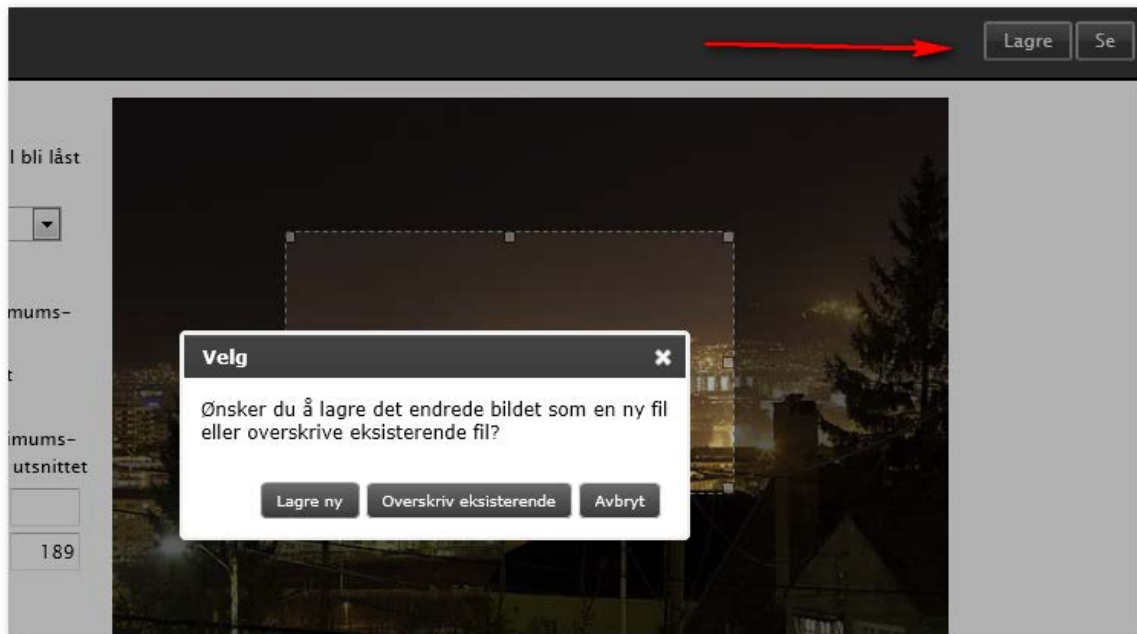 Lagre Se
l bli låst
mums-
t
Velg
Ønsker du å lagre det endrede bildet som en ny fil
eller overskrive eksisterende fil?
imums-
utsnittet
Lagre ny Overskriv eksisterende Avbryt
189